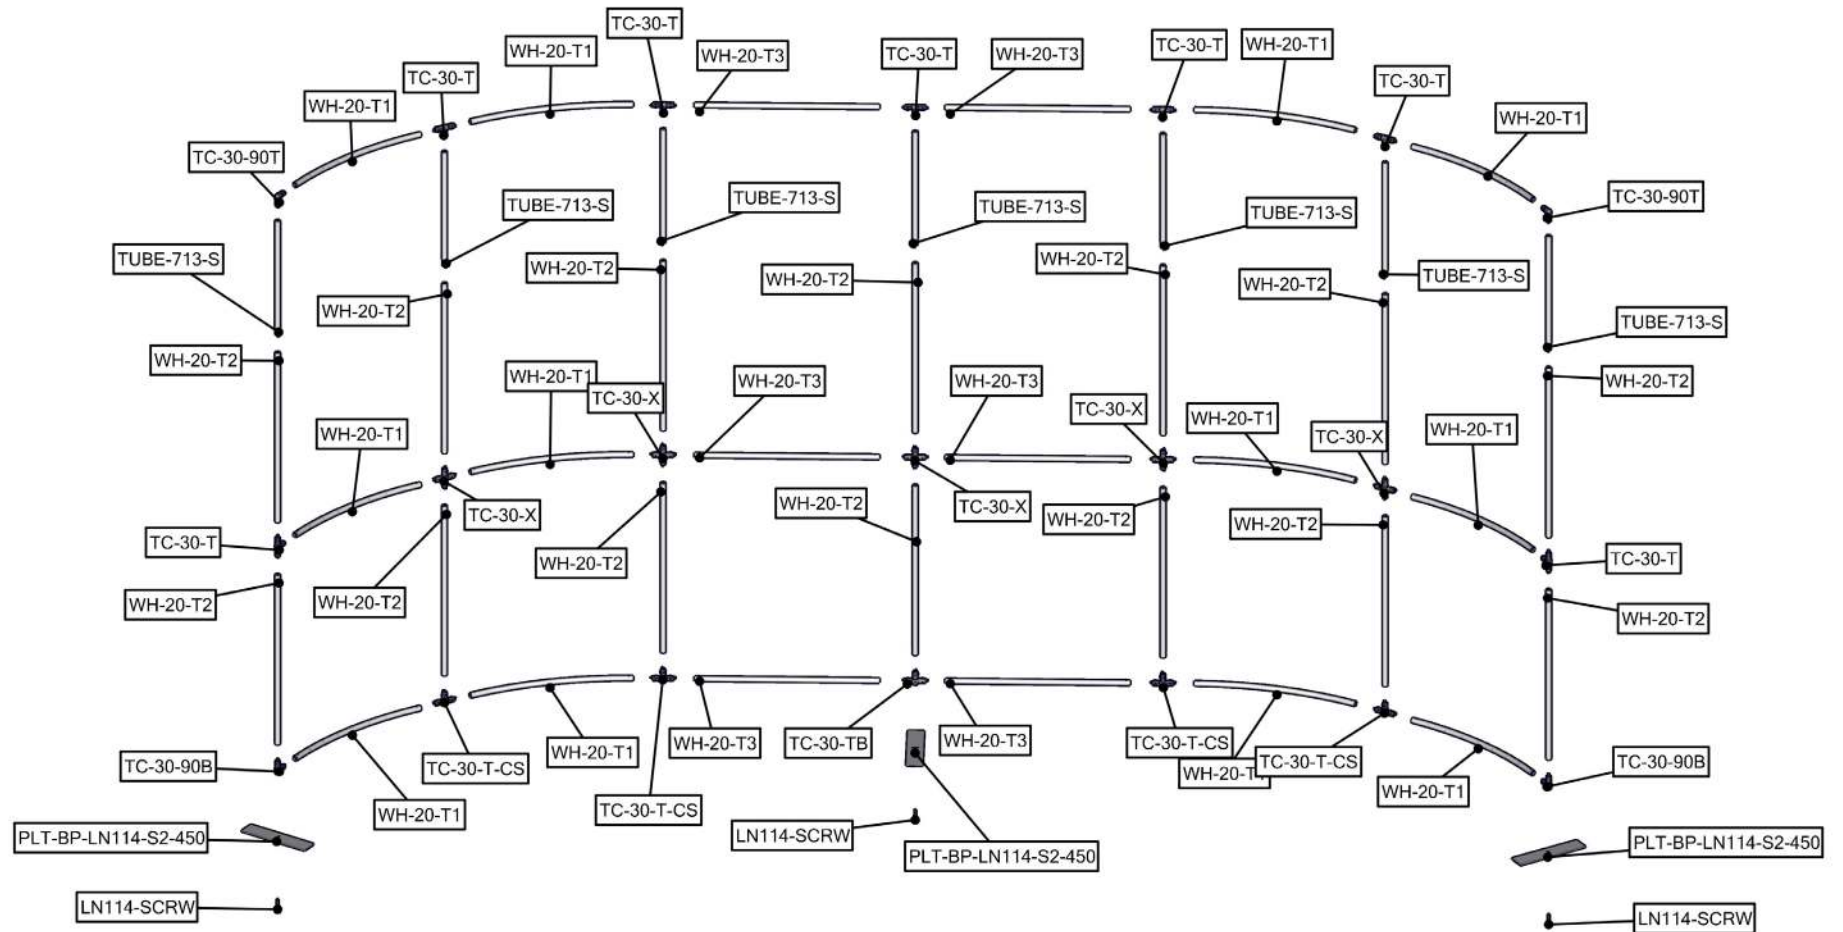 TC-30-T
WH-20-T1
WH-20-T3
TC-30-T
WH-20-T3
TC-30-T
WH-20-T1
TC-30-T
TC-30-T
WH-20-T1
WH-20-T1
TC-30-90T
TC-30-90T
TUBE-713-S
TUBE-713-S
TUBE-713-S
TUBE-713-S
TUBE-713-S
TUBE-713-S
WH-20-T2
WH-20-T2
WH-20-T2
WH-20-T2
TUBE-713-S
WH-20-T2
WH-20-T2
WH-20-T2
WH-20-T1
WH-20-T3
WH-20-T3
TC-30-X
TC-30-X
WH-20-T1
WH-20-T1
TC-30-X
WH-20-T1
WH-20-T2
TC-30-X
TC-30-X
WH-20-T2
WH-20-T2
TC-30-T
WH-20-T2
TC-30-T
WH-20-T2
WH-20-T2
WH-20-T2
WH-20-T1
WH-20-T3
TC-30-TB
WH-20-T3
TC-30-T-CS
TC-30-90B
TC-30-T-CS
WH-20-T
TC-30-T-CS
TC-30-90B
WH-20-T1
WH-20-T1
TC-30-T-CS
PLT-BP-LN114-S2-450
LN114-SCRW
PLT-BP-LN114-S2-450
PLT-BP-LN114-S2-450
LN114-SCRW
LN114-SCRW